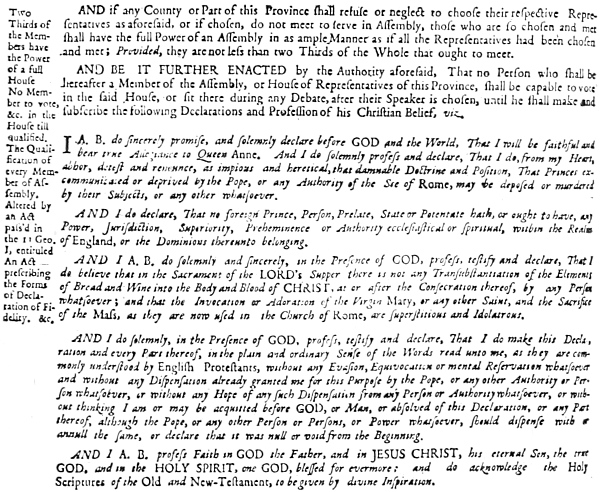 Two
Thirds of
the Mem-
bers have
the Power
of a full
House
No Mem-
ber to vote,
&c. in the
House till
qualified.
The Quali-
fication of
every Mem-
ber of As-
sembly.
Altered by
an Act
pass'd in
the 11 Geo.
I, entituled
An Act
prescribing
the Forms
of Decla-
ration of Fi-
delity. &c.
AND if any County or Part of this Province shall refuse or neglect to choose their respective Repre-
sentatives as aforesaid, or if chosen, do not meet to serve in Assembly, those who are so chosen and met
shall have the full Power of an Assembly in as ample Manner as if all the Representatives had been chosen
and met; Provided, they are not less than two Thirds of the Whole that ought to meet.
AND BE IT FURTHER ENACTED by the Authority aforesaid, That no Person who shall be
hereafter a Member of the Assembly, or House of Representatives of this Province, shall be capable to vote
in the said House, or sit there during any Debate, after their Speaker is chosen, until he shall make and
subscribe the following Declarations and Profession of his Christian Belief, viz.
I A. B. do sincerely promise, and solemnly declare before GOD and the World, That I will be faithful and
bear true Allegiance to Queen Anne. And I do solemnly profess and declare, That I do, from my Heart,
abhor, detest and renounce, as impious and heretical, that damnable Doctrine and Position, That Princes ex-
communicated or deprived by the Pope, or any Authority of the See of Rome, may be deposed or murdered
by their Subjects, or any other whatsoever.
AND I do declare, That no foreign Prince, Person, Prelate, State or Potentate hath, or ought to have, any
Power, Jurisdiction, Superiority, Preheminence or Authority ecclesiastical or spiritual, within the Realm
of England, or the Dominious thereunto belonging.
AND I A. B. do solemnly and sincerely, in the Presence of GOD, profess, testify and declare, That I
do believe that in the Sacrament of the LORD's Supper there is not any Transubstantiation of the Elements
of Bread and Wine into the Body and Blood of CHRIST, at or after the Consecration thereof, by any Person
whatsoever; and that the Invocation or Adoration of the Virgin Mary, or any other Saint, and the Sacrifice
of the Mass, as they are now used in the Church of Rome, are superstitious and Idolatrous.
AND I do solemnly, in the Presence of GOD, profess, testify and declare, That I do make this Decla,
ration and every Part thereof, in the plain and ordinary Sense of the Words read unto me, as they are com-
monly understood by English Protestants, without any Evasion, Equivocation or mental Reservation whatsoever
and without any Dispensation already granted me for this Purpose by the Pope, or any other Authority or Per-
son whatsoever, or without any Hope of any such Dispensation from any Person or Authority whatsoever, or with-
out thinking I am or may be acquitted before GOD, or Man, or absolved of this Declaration, or any Part
thereof, although the Pope, or any other Person or Persons, or Power whatsoever, should dispense with or
annull the same, or declare that it was null or void from the Beginning.
AND I A. B. profess Faith in GOD the Father, and in JESUS CHRIST, his eternal Son, the true
GOD, and in the HOLY SPIRIT, one GOD, blessed for evermore: and do acknowledge the Holy
Scriptures of the Old and New-Testament, to be given by divine Inspiration.